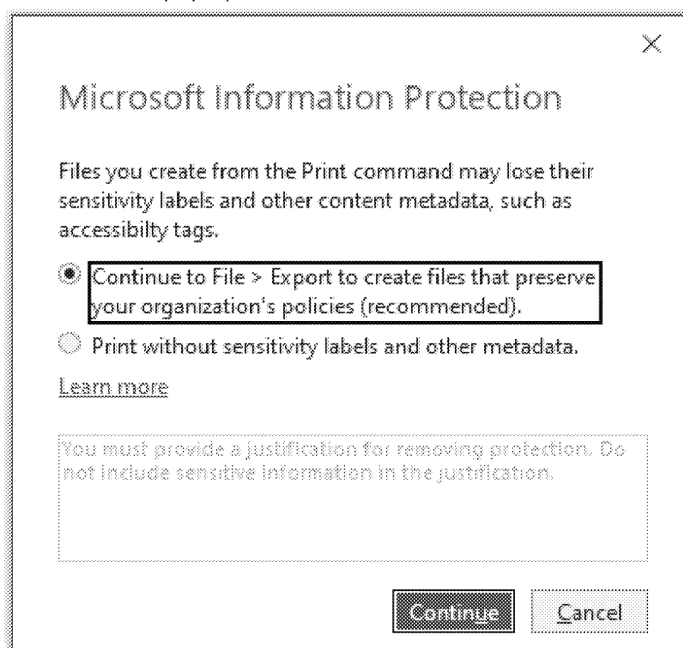 Microsoft Information Protection
Files you create from the Print command may lose their
sensitivity labels and other content metadata, such as
accessibilty tags.
Continue to File > Export to create files that preserve
your organization's policies (recommended).
Print without sensitivity labels and other metadata.
Learn more
You must provide a justification for removing protection. Do
not include sensitive information in the justification.
Continue
Cancel